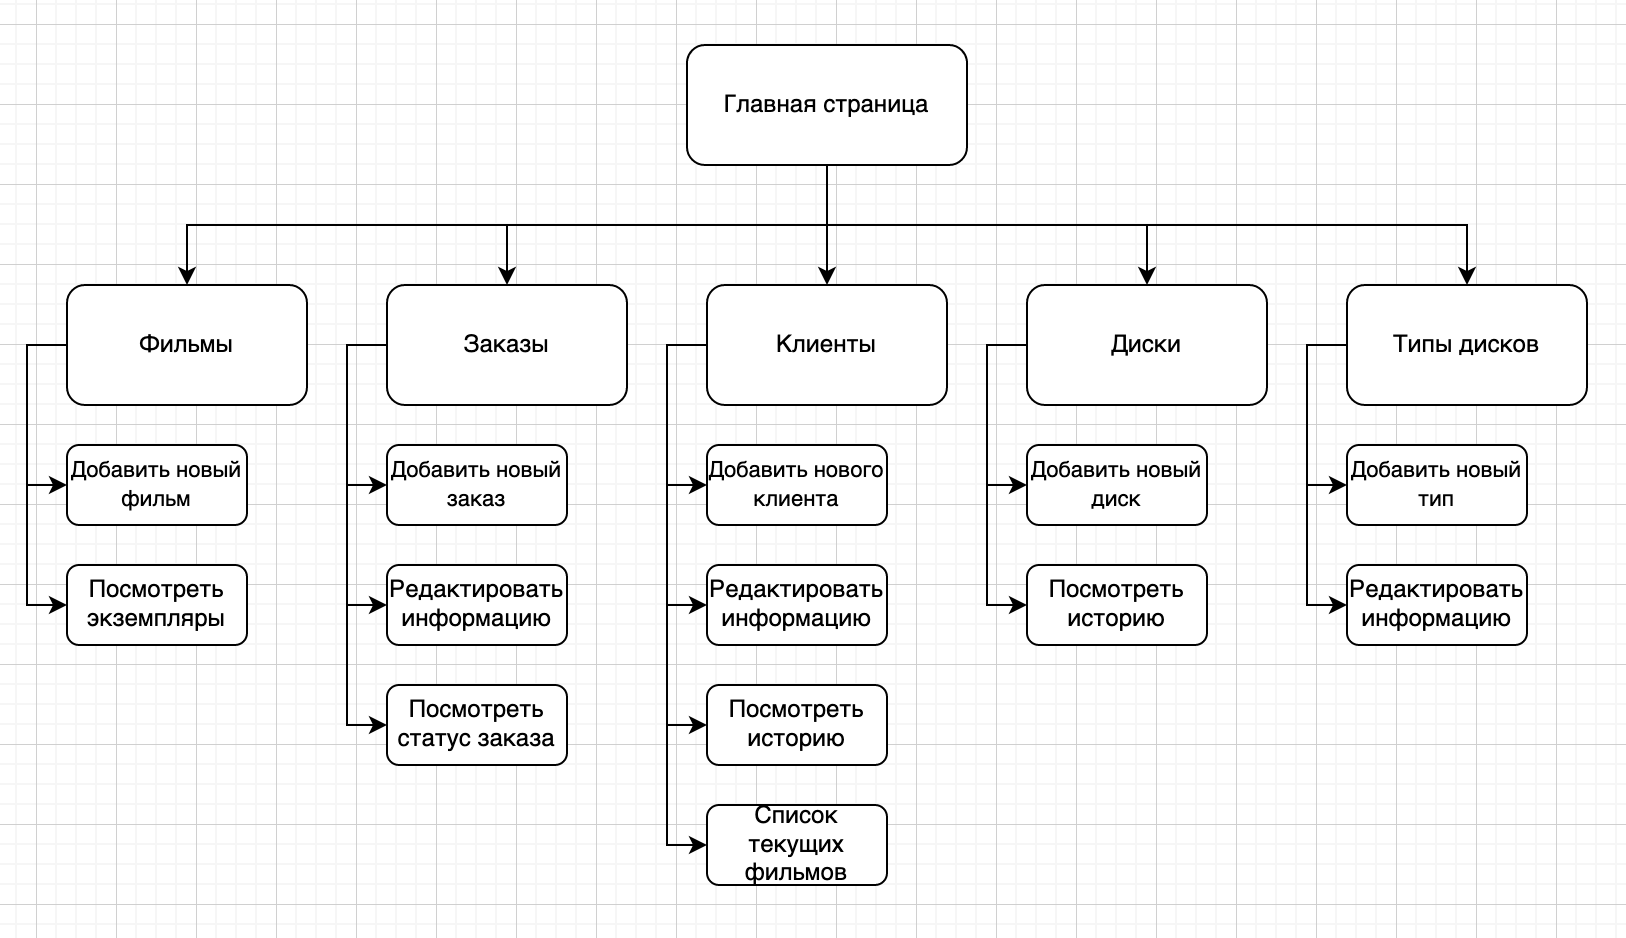 Главная страница
Фильмы
Заказы
Клиенты
Диски
Типы дисков
Добавить новый
фильм
Добавить новый
заказ
Добавить нового
клиента
Добавить новый
диск
Добавить новый
тип
Посмотреть
экземпляры
Редактировать
информацию
Редактировать
информацию
Посмотреть
историю
Редактировать
информацию
Посмотреть
статус заказа
Посмотреть
историю
Список
текущих
фильмов